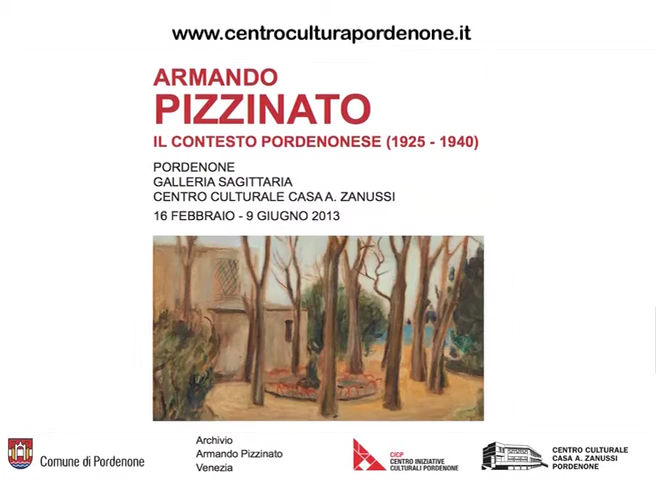 www.centroculturapordenone.it
ARMANDO
PIZZINATO
IL CONTESTO PORDENONESE (1925 - 1940)
PORDENONE
GALLERIA SAGITTARIA
CENTRO CULTURALE CASA A. ZANUSSI
16 FEBBRAIO - 9 GIUGNO 2013
Comune di Pordenone
Archivio
Armando Pizzinato
Venezia
CICP
CENTRO INIZIATIVE
CULTURALI PORDENONE
CENTRO CULTURALE
CASA A. ZANUSSI
PORDENONE